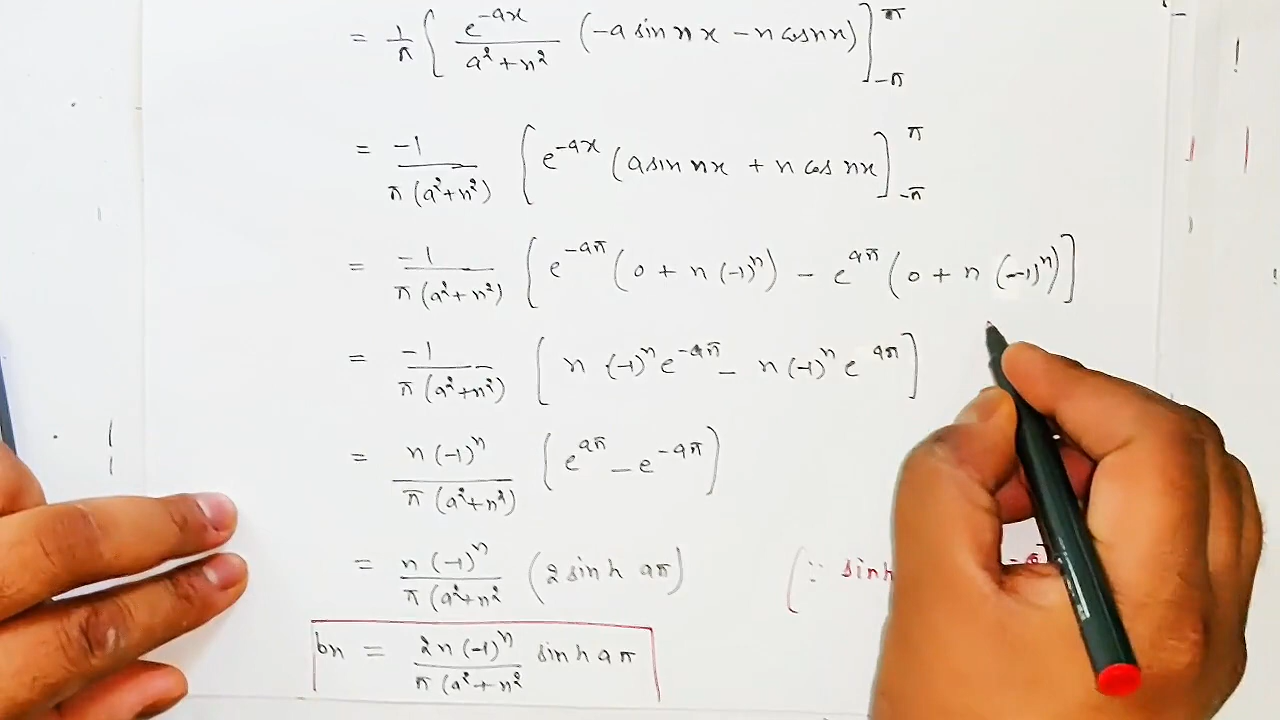 = 1/π { e^{-ax}/(a²+n²) (-a sin nx - n cos nx) ]_{-π}^{π}
= -1/(π(a²+n²)) [ e^{-ax} (a sin nx + n cos nx ]_{-π}^{π}
= -1/(π(a²+n²)) [ e^{-aπ} (0 + n (-1)^n) - e^{aπ} (0 + n (-1)^n) ]
= -1/(π(a²+n²)) [ n (-1)^n e^{-aπ} - n (-1)^n e^{aπ} ]
= n(-1)^n/(π(a²+n²)) ( e^{aπ} - e^{-aπ} )
= n(-1)^n/(π(a²+n² (2 sinh aπ) (∵ sinh
bn = 2n(-1)^n/(π(a²+n² sinh aπ